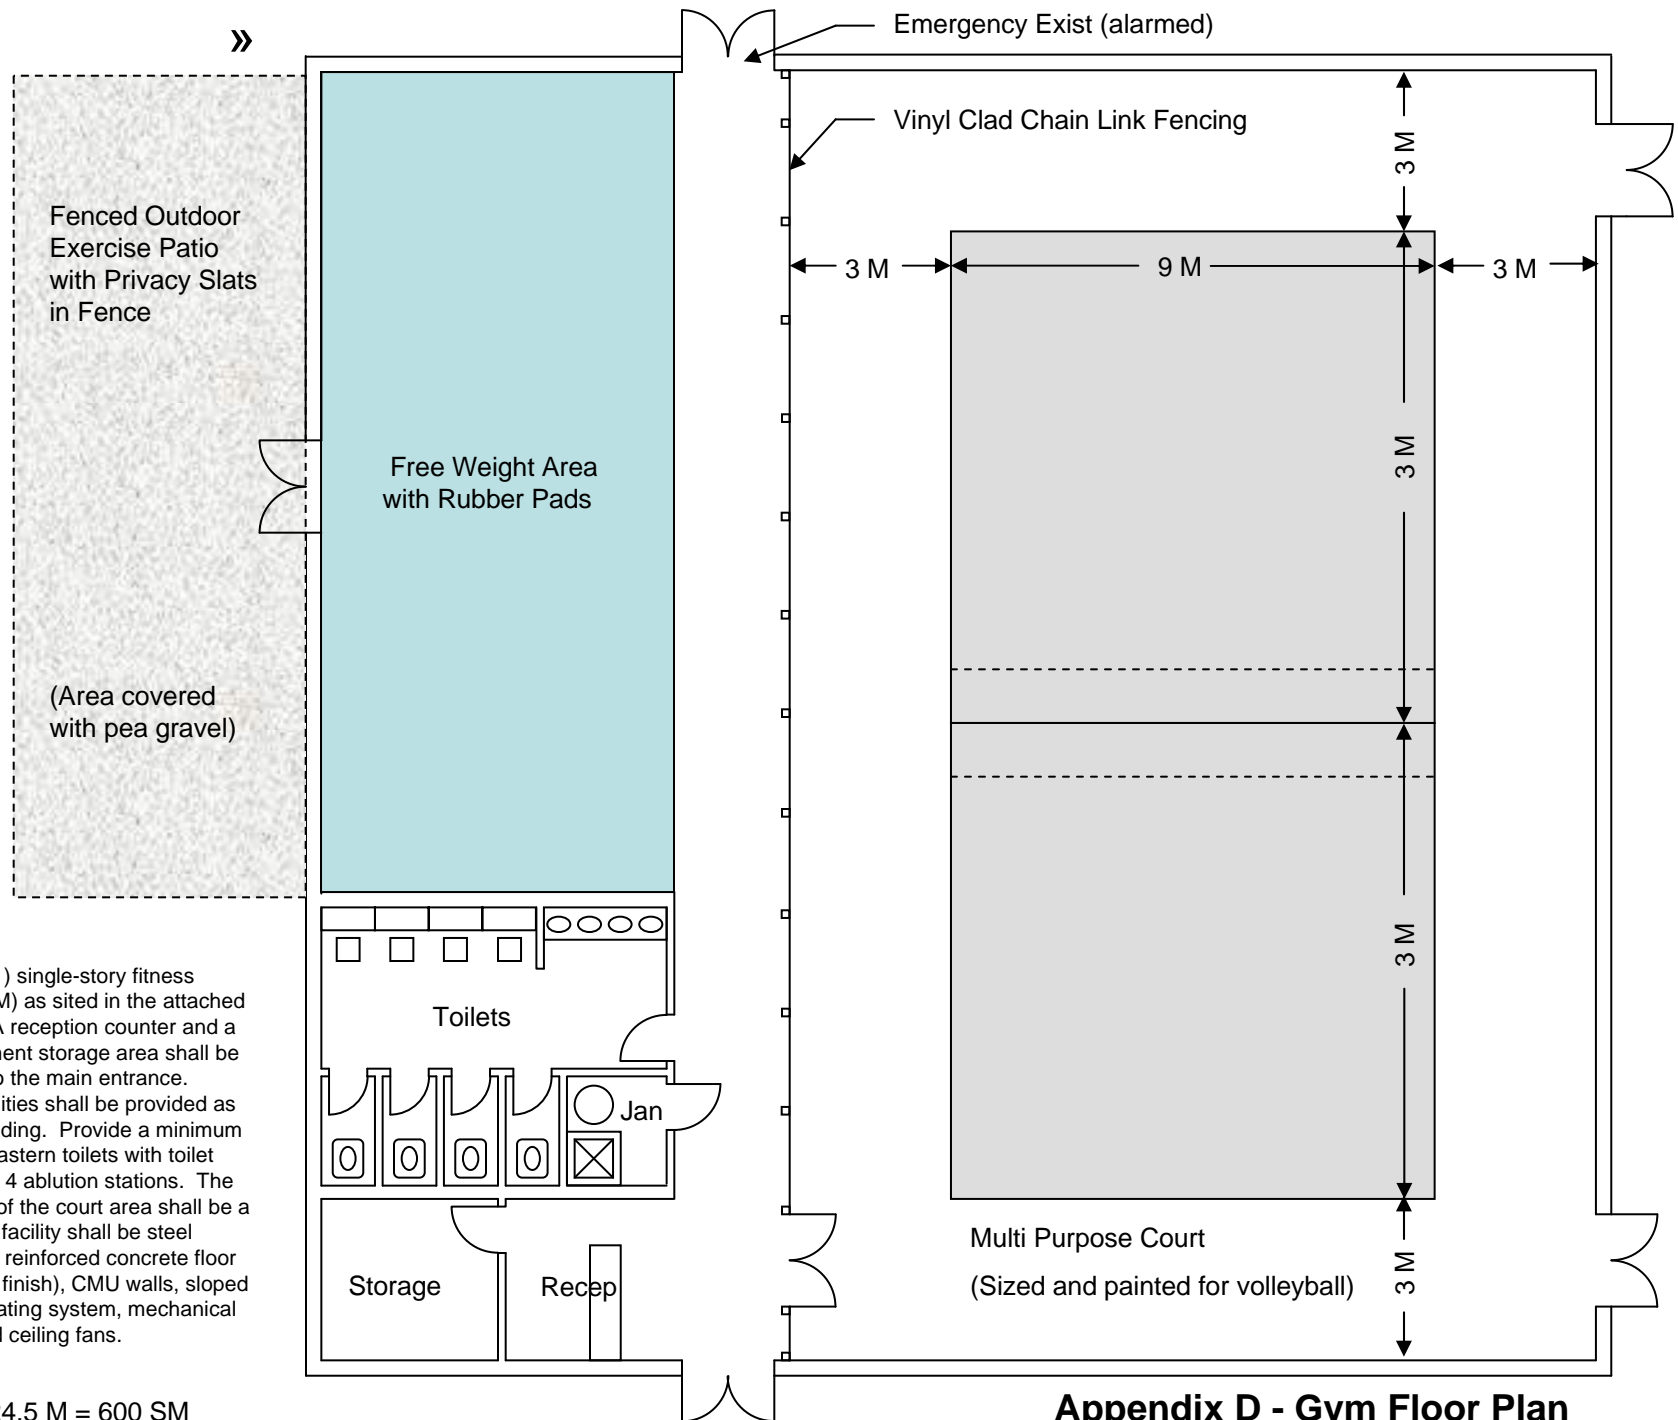 »
Emergency Exist (alarmed)
Vinyl Clad Chain Link Fencing
3 M
Fenced Outdoor
Exercise Patio
with Privacy Slats
in Fence
3 M
9 M
3 M
Free Weight Area
with Rubber Pads
3 M
(Area covered
with pea gravel)
3 M
) single-story fitness
M) as sited in the attached
A reception counter and a
ment storage area shall be
o the main entrance.
ities shall be provided as
ding. Provide a minimum
eastern toilets with toilet
4 ablution stations. The
of the court area shall be a
facility shall be steel
reinforced concrete floor
finish), CMU walls, sloped
ating system, mechanical
d ceiling fans.
Toilets
Jan
Storage
Recep
Multi Purpose Court
(Sized and painted for volleyball)
3 M
24.5 M = 600 SM
Appendix D - Gym Floor Plan